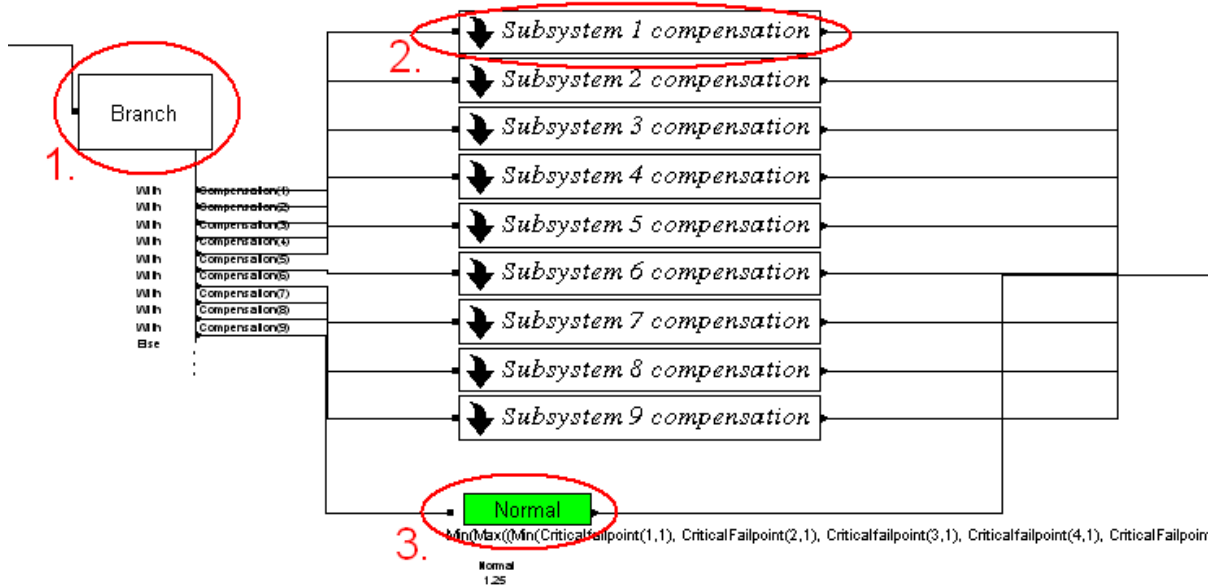 2.
Subsystem 1 compensation
Subsystem 2 compensation
Subsystem 3 compensation
Subsystem 4 compensation
Subsystem 5 compensation
Subsystem 6 compensation
Subsystem 7 compensation
Subsystem 8 compensation
Subsystem 9 compensation
1.
Branch
With Compensation(1)
With Compensation(2)
With Compensation(3)
With Compensation(4)
With Compensation(5)
With Compensation(6)
With Compensation(7)
With Compensation(8)
With Compensation(9)
Else
3.
Normal
Min(Max((Min(Criticalfailpoint(1,1), CriticalFailpoint(2,1), Criticalfailpoint(3,1), Criticalfailpoint(4,1), CriticalFailpoin
Normal
1.25